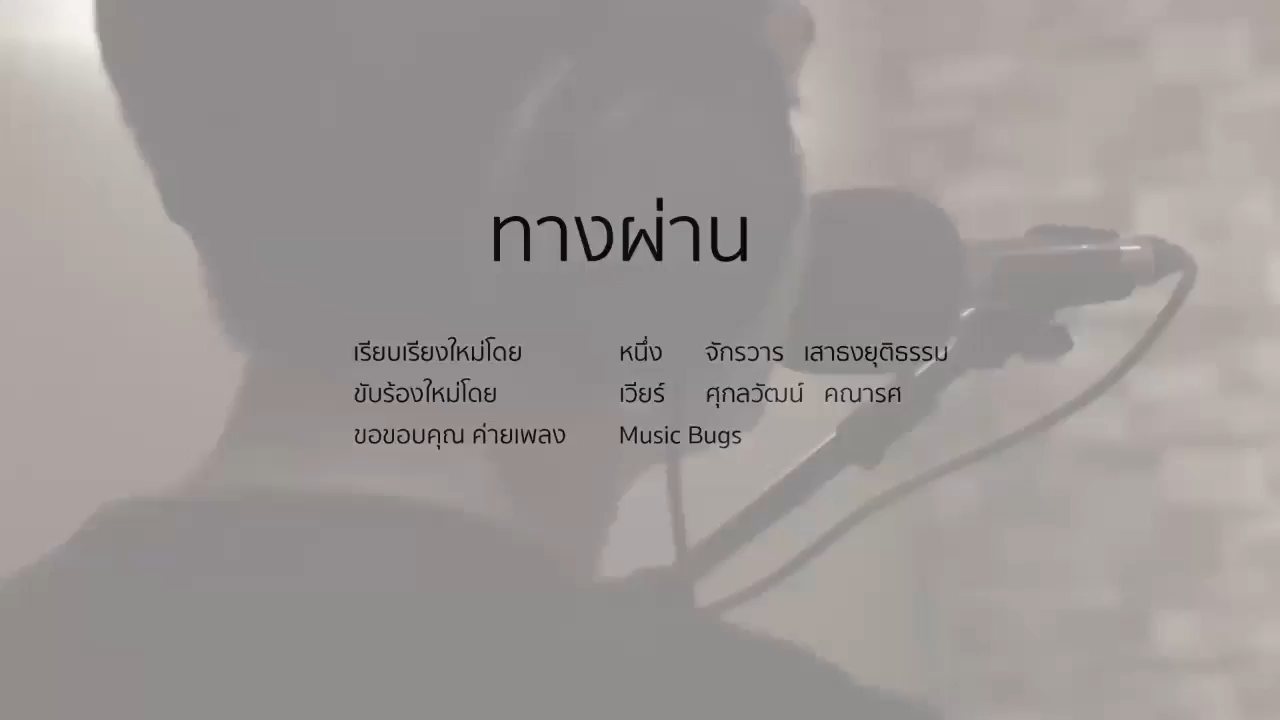 ทางผ่าน
เรียบเรียงใหม่โดย หนึ่ง จักรวาร เสาธงยุติธรรม
ขับร้องใหม่โดย เวียร์ ศุกลวัฒน์ คณารศ
ขอขอบคุณ ค่ายเพลง Music Bugs